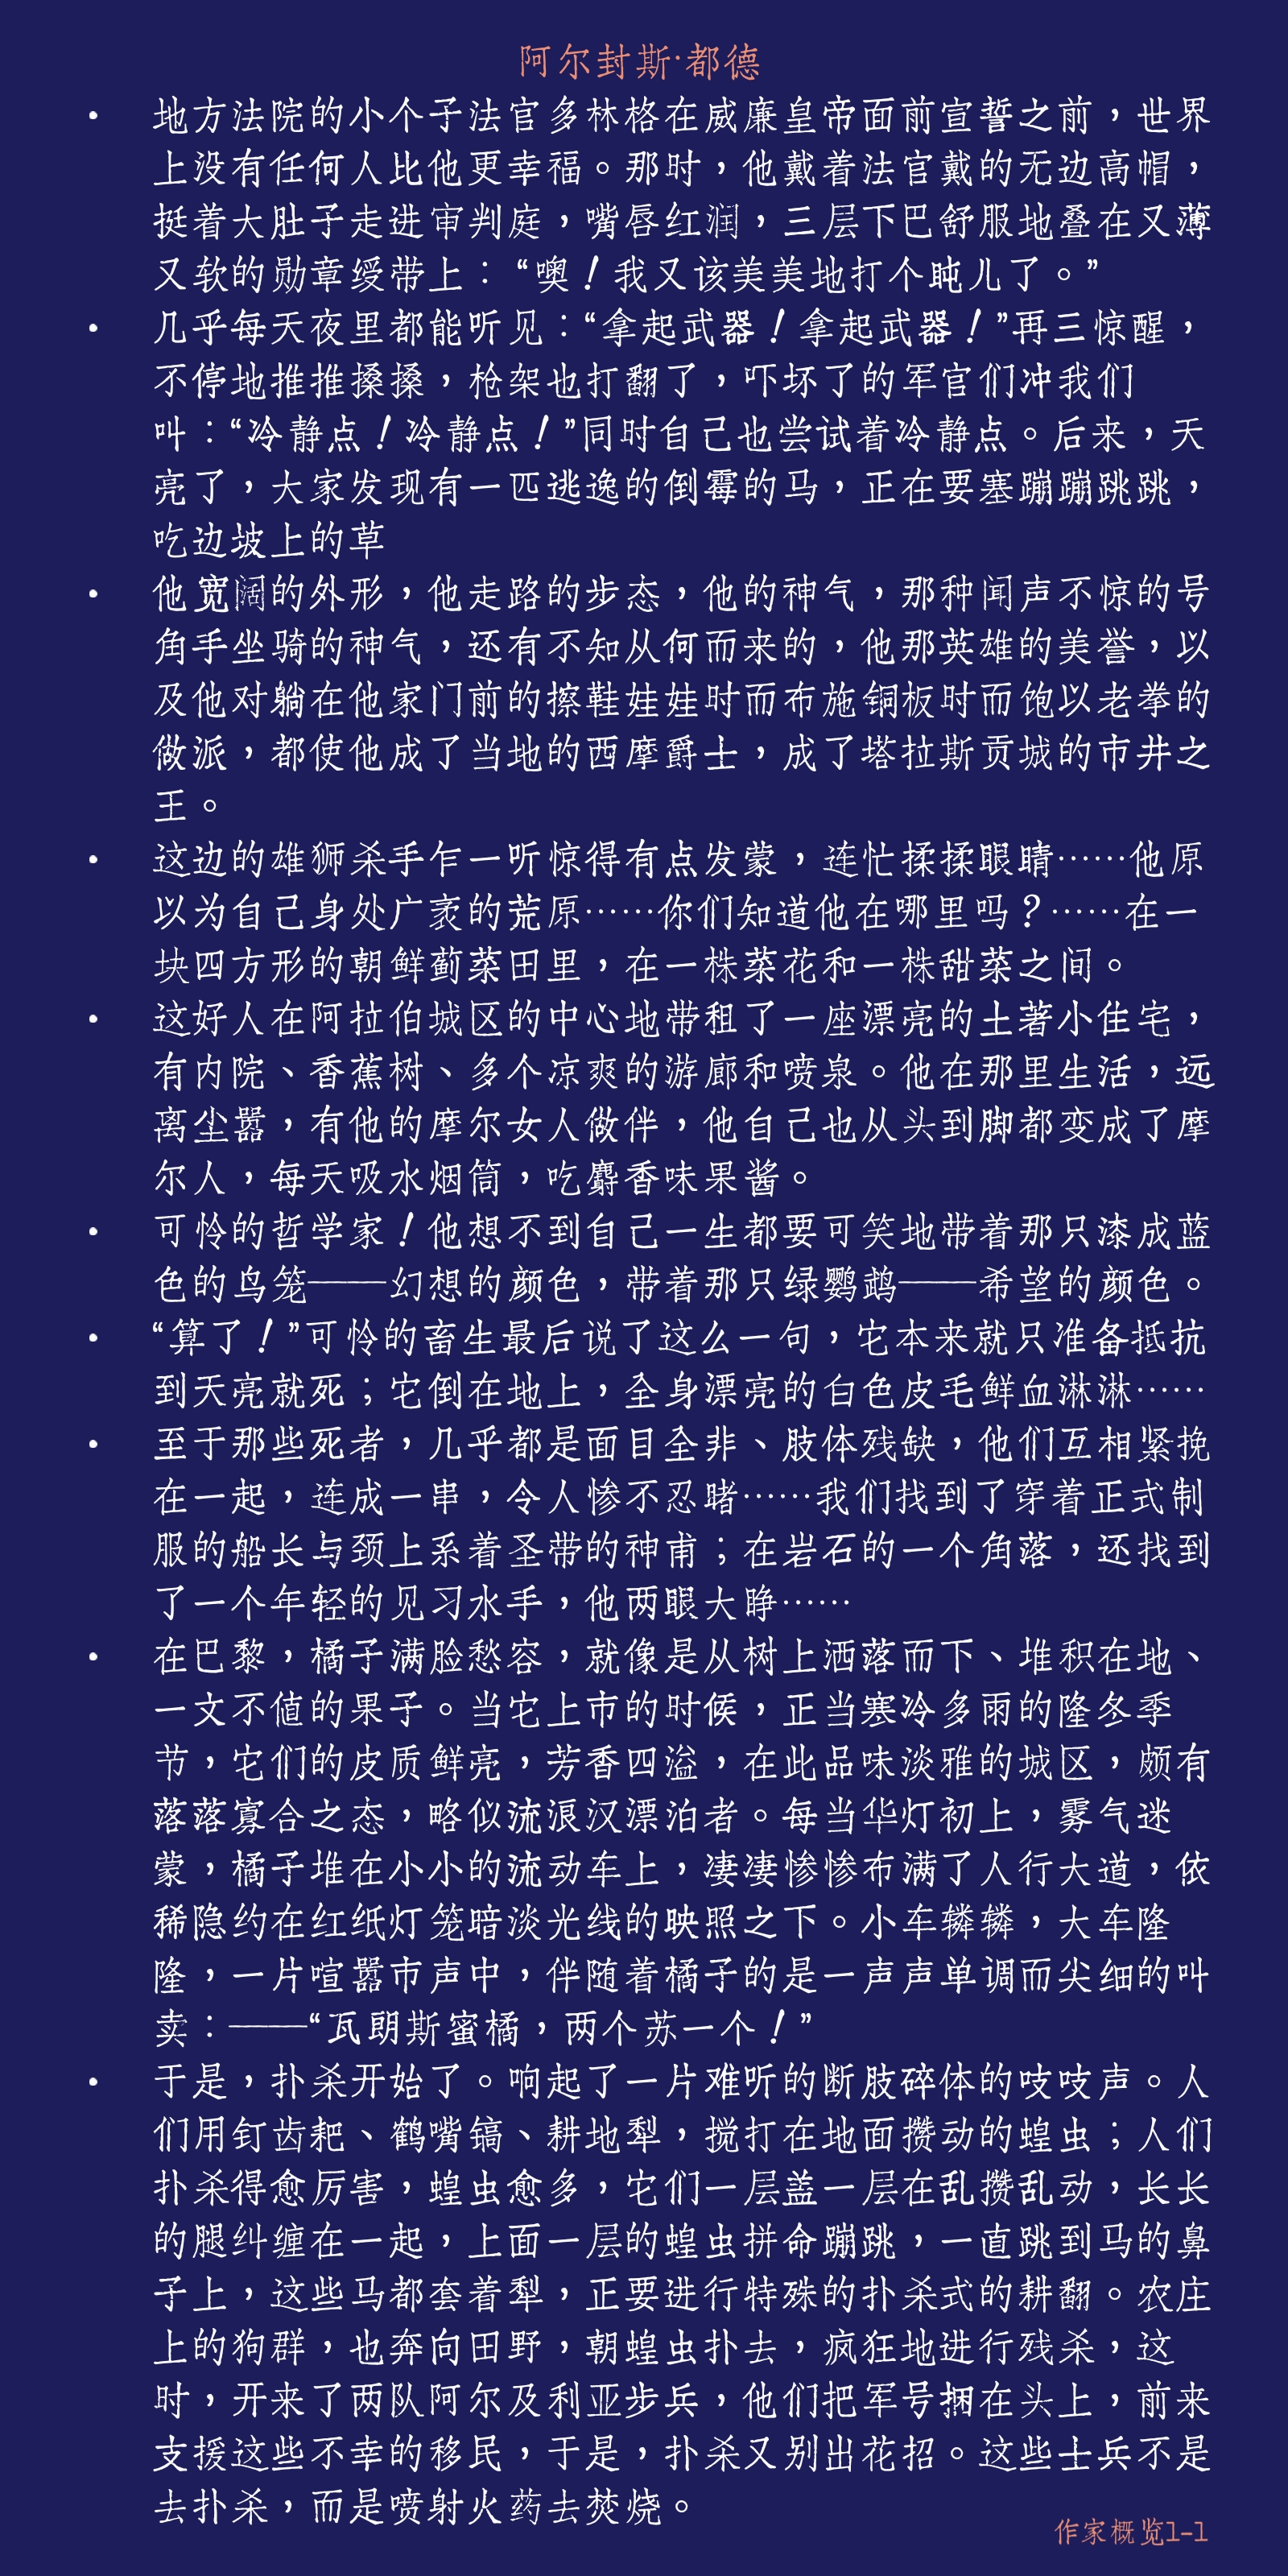 阿尔封斯·都德
• 地方法院的小个子法官多林格在威廉皇帝面前宣誓之前，世界
上没有任何人比他更幸福。那时，他戴着法官戴的无边高帽，
挺着大肚子走进审判庭，嘴唇红润，三层下巴舒服地叠在又薄
又软的勋章绶带上：“噢！我又该美美地打个盹儿了。”
• 几乎每天夜里都能听见：“拿起武器！拿起武器！”再三惊醒，
不停地推推搡搡，枪架也打翻了，吓坏了的军官们冲我们
叫：“冷静点！冷静点！”同时自己也尝试着冷静点。后来，天
亮了，大家发现有一匹逃逸的倒霉的马，正在要塞蹦蹦跳跳，
吃边坡上的草
• 他宽阔的外形，他走路的步态，他的神气，那种闻声不惊的号
角手坐骑的神气，还有不知从何而来的，他那英雄的美誉，以
及他对躺在他家门前的擦鞋娃娃时而布施铜板时而饱以老拳的
做派，都使他成了当地的西摩爵士，成了塔拉斯贡城的市井之
王。
• 这边的雄狮杀手乍一听惊得有点发蒙，连忙揉揉眼睛……他原
以为自己身处广袤的荒原……你们知道他在哪里吗？……在一
块四方形的朝鲜蓟菜田里，在一株菜花和一株甜菜之间。
• 这好人在阿拉伯城区的中心地带租了一座漂亮的土著小住宅，
有内院、香蕉树、多个凉爽的游廊和喷泉。他在那里生活，远
离尘嚣，有他的摩尔女人做伴，他自己也从头到脚都变成了摩
尔人，每天吸水烟筒，吃麝香味果酱。
• 可怜的哲学家！他想不到自己一生都要可笑地带着那只漆成蓝
色的鸟笼——幻想的颜色，带着那只绿鹦鹉——希望的颜色。
• “算了！”可怜的畜生最后说了这么一句，它本来就只准备抵抗
到天亮就死；它倒在地上，全身漂亮的白色皮毛鲜血淋淋……
• 至于那些死者，几乎都是面目全非、肢体残缺，他们互相紧挽
在一起，连成一串，令人惨不忍睹……我们找到了穿着正式制
服的船长与颈上系着圣带的神甫；在岩石的一个角落，还找到
了一个年轻的见习水手，他两眼大睁……
• 在巴黎，橘子满脸愁容，就像是从树上洒落而下、堆积在地、
一文不值的果子。当它上市的时候，正当寒冷多雨的隆冬季
节，它们的皮质鲜亮，芳香四溢，在此品味淡雅的城区，颇有
落落寡合之态，略似流浪汉漂泊者。每当华灯初上，雾气迷
蒙，橘子堆在小小的流动车上，凄凄惨惨布满了人行大道，依
稀隐约在红纸灯笼暗淡光线的映照之下。小车辚辚，大车隆
隆，一片喧嚣市声中，伴随着橘子的是一声声单调而尖细的叫
卖：——“瓦朗斯蜜橘，两个苏一个！”
• 于是，扑杀开始了。响起了一片难听的断肢碎体的吱吱声。人
们用钉齿耙、鹤嘴镐、耕地犁，搅打在地面攒动的蝗虫；人们
扑杀得愈厉害，蝗虫愈多，它们一层盖一层在乱攒乱动，长长
的腿纠缠在一起，上面一层的蝗虫拼命蹦跳，一直跳到马的鼻
子上，这些马都套着犁，正要进行特殊的扑杀式的耕翻。农庄
上的狗群，也奔向田野，朝蝗虫扑去，疯狂地进行残杀，这
时，开来了两队阿尔及利亚步兵，他们把军号捆在头上，前来
支援这些不幸的移民，于是，扑杀又别出花招。这些士兵不是
去扑杀，而是喷射火药去焚烧。
作家概览1-1